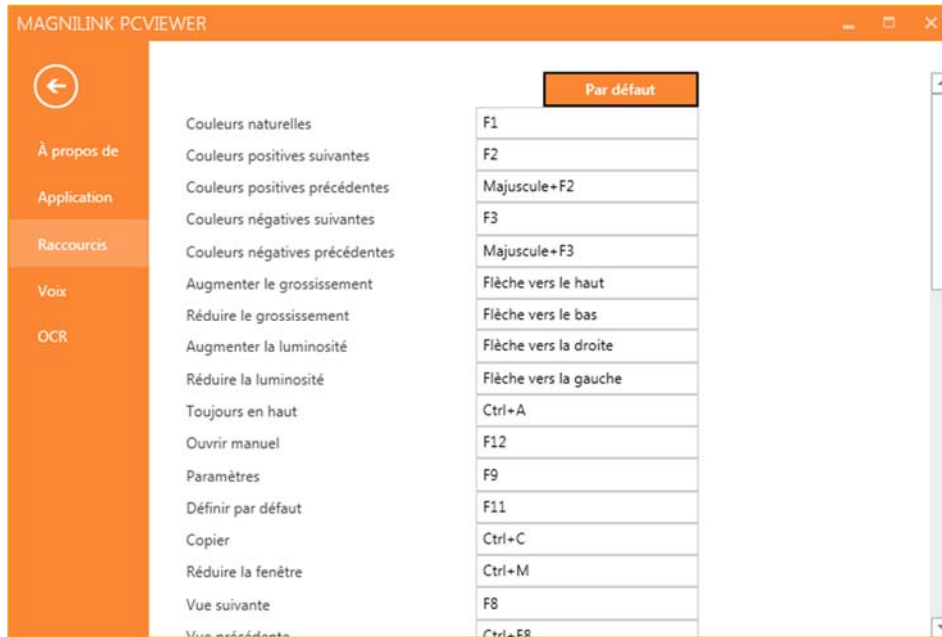 MAGNILINK PCVIEWER
À propos de
Application
Raccourcis
Voix
OCR
Par défaut
Couleurs naturelles F1
Couleurs positives suivantes F2
Couleurs positives précédentes Majuscule+F2
Couleurs négatives suivantes F3
Couleurs négatives précédentes Majuscule+F3
Augmenter le grossissement Flèche vers le haut
Réduire le grossissement Flèche vers le bas
Augmenter la luminosité Flèche vers la droite
Réduire la luminosité Flèche vers la gauche
Toujours en haut Ctrl+A
Ouvrir manuel F12
Paramètres F9
Définir par défaut F11
Copier Ctrl+C
Réduire la fenêtre Ctrl+M
Vue suivante F8
Vue précédente Ctrl+F8